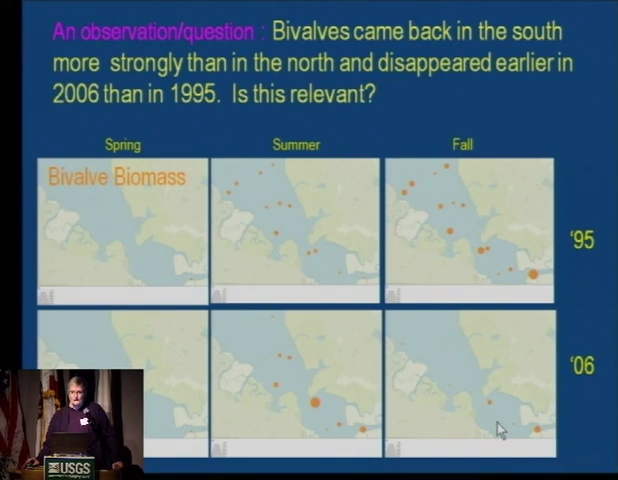 An observation/question : Bivalves came back in the south
more strongly than in the north and disappeared earlier in
2006 than in 1995. Is this relevant?
Spring Summer Fall
Bivalve Biomass
'95
'06
USGS